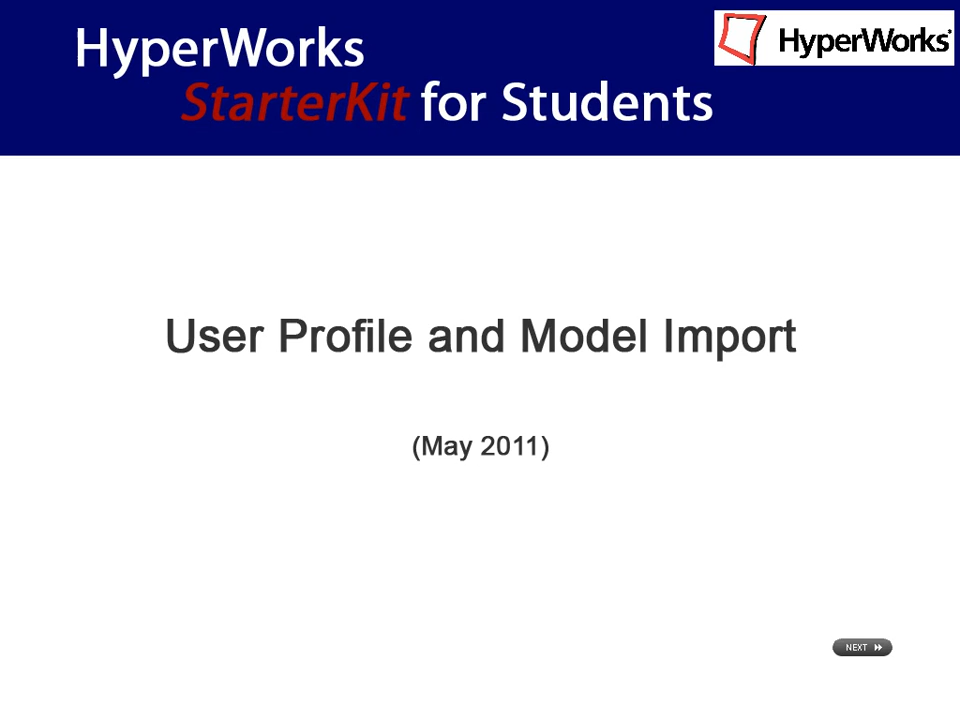 HyperWorks
StarterKit for Students
HyperWorks
User Profile and Model Import
(May 2011)
NEXT